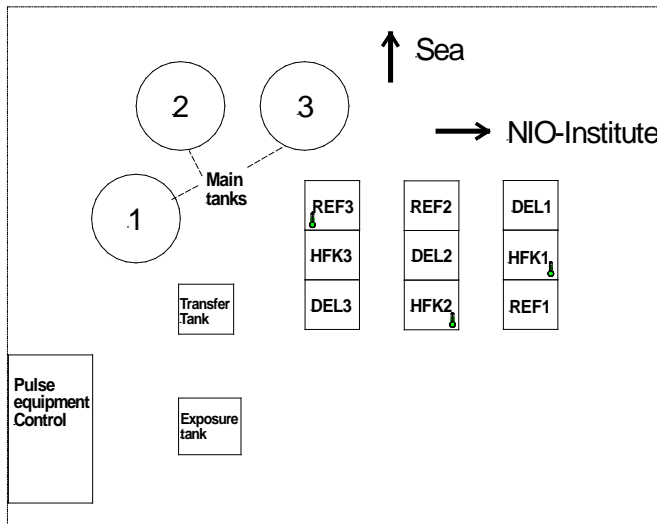 Sea
2
3
NIO-Institute
Main
tanks
1
REF3
REF2
DEL1
HFK3
DEL2
HFK1
DEL3
HFK2
REF1
Transfer
Tank
Pulse
equipment
Control
Exposure
tank